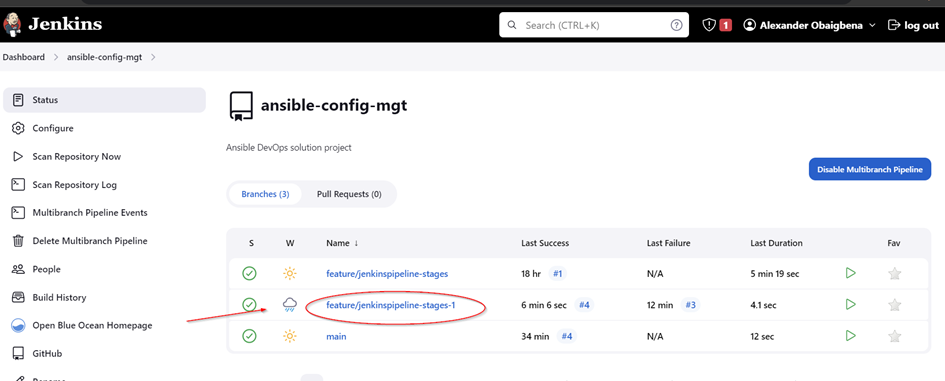 Jenkins
Search (CTRL+K)
1
Alexander Obaigbena
log out
Dashboard
ansible-config-mgt
Status
Configure
Scan Repository Now
Scan Repository Log
Multibranch Pipeline Events
Delete Multibranch Pipeline
People
Build History
Open Blue Ocean Homepage
GitHub
ansible-config-mgt
Ansible DevOps solution project
Disable Multibranch Pipeline
Branches (3) Pull Requests (0)
S W Name ↓ Last Success Last Failure Last Duration Fav
feature/jenkinspipeline-stages 18 hr #1 N/A 5 min 19 sec
feature/jenkinspipeline-stages-1 6 min 6 sec #4 12 min #3 4.1 sec
main 34 min #4 N/A 12 sec